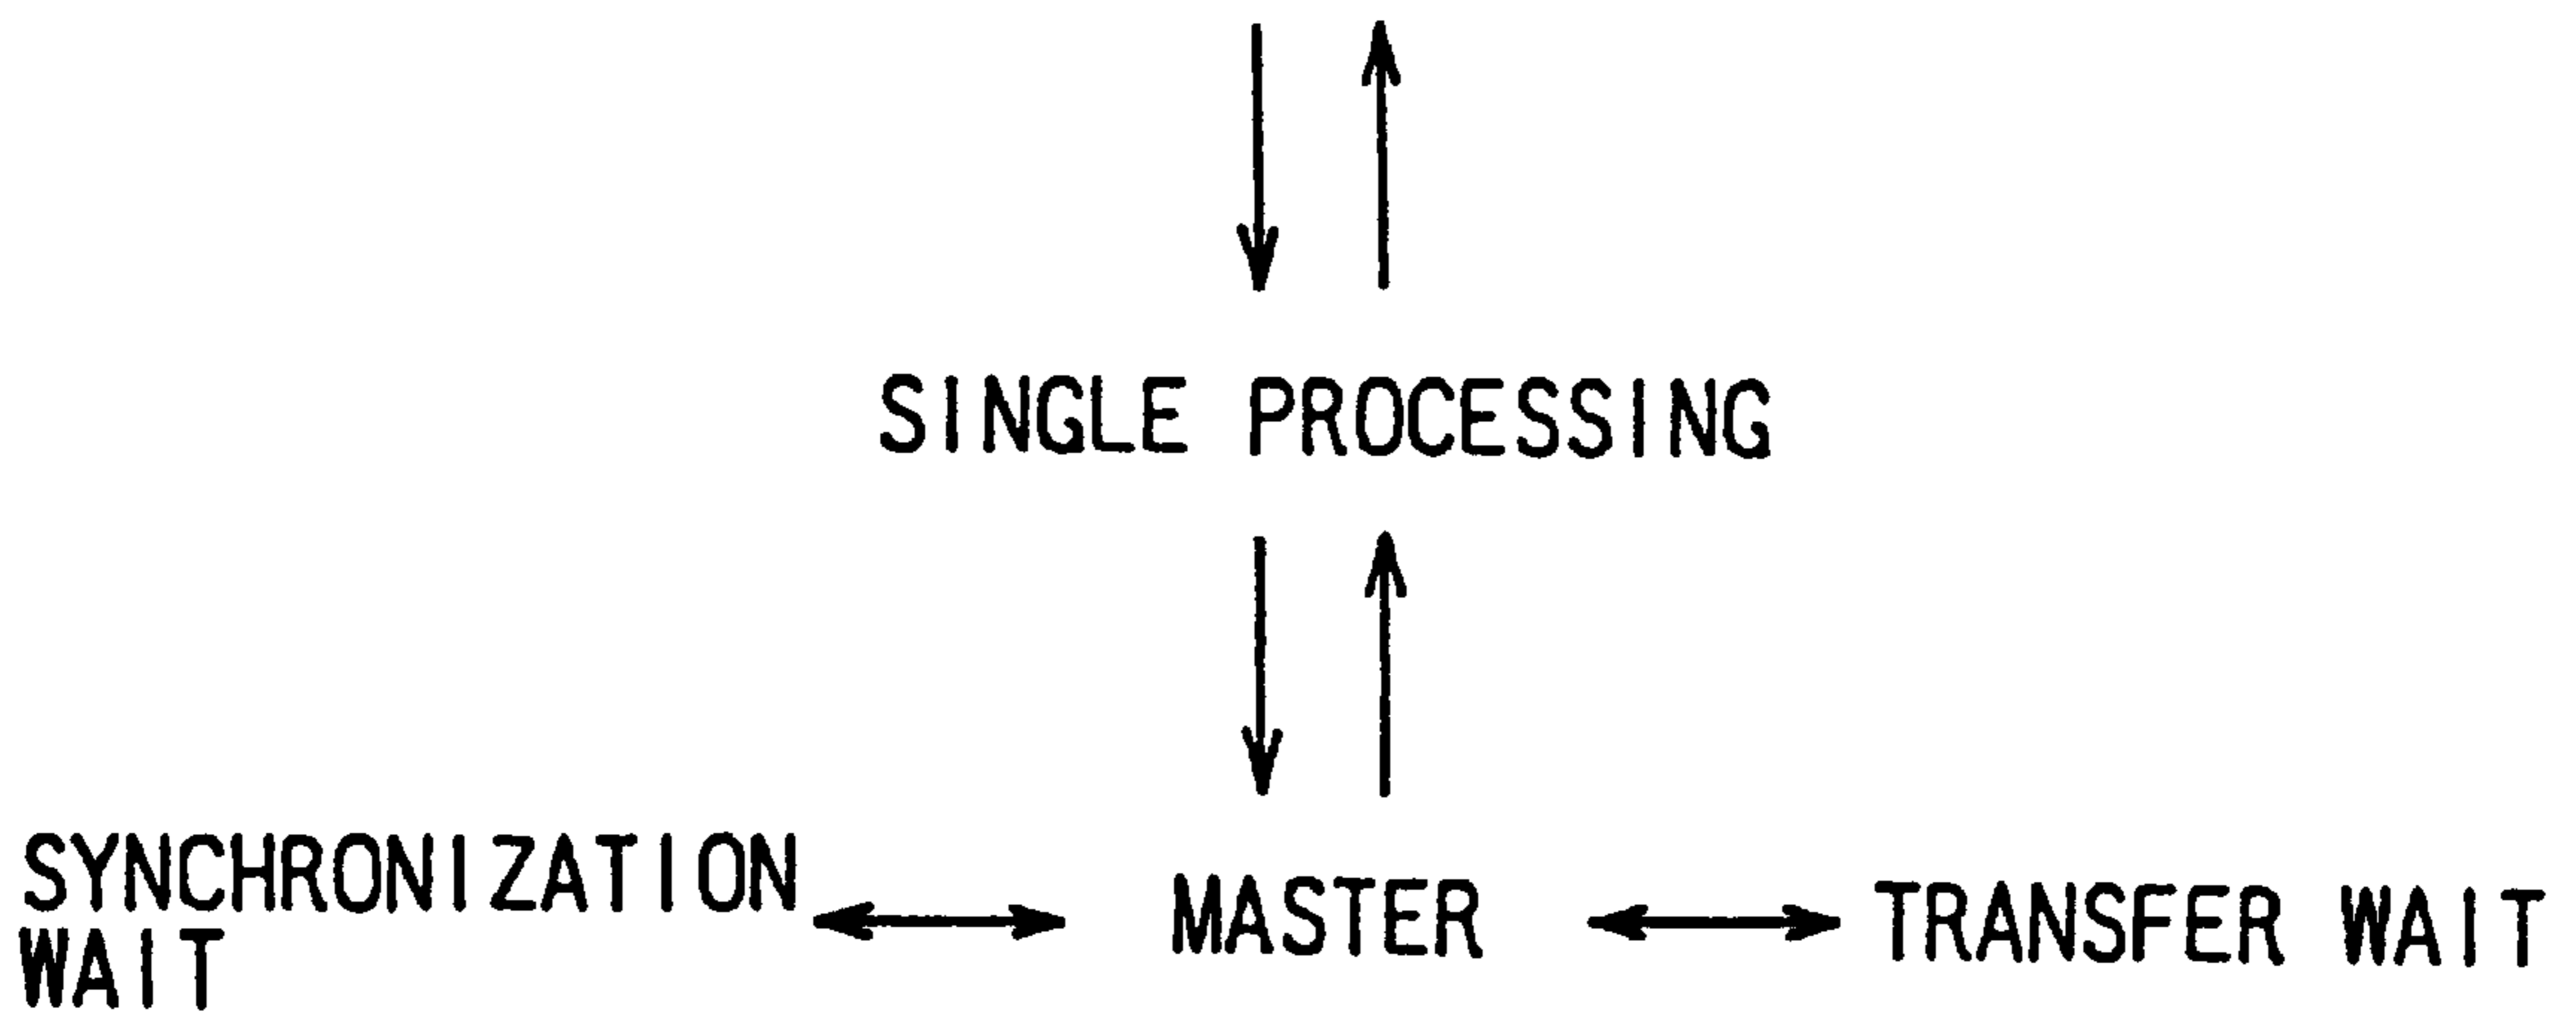 SINGLE PROCESSING
SYNCHRONIZATION
WAIT
MASTER
TRANSFER WAIT